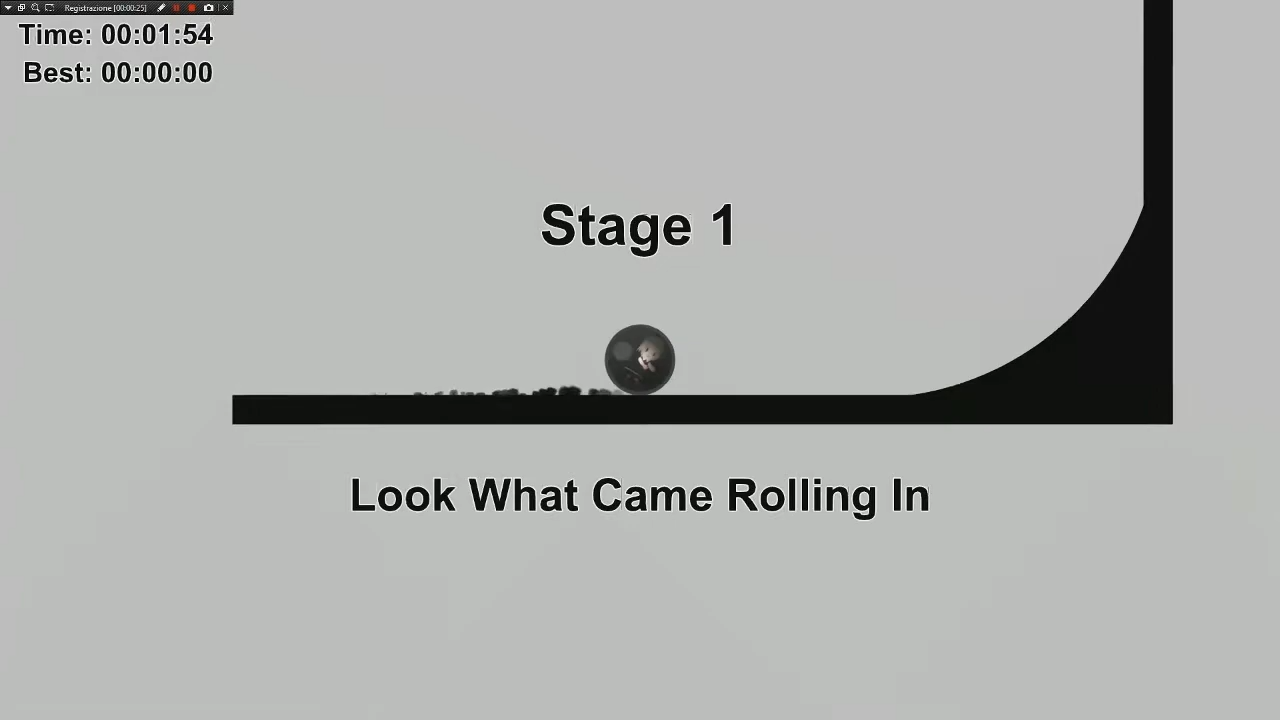 Registrazione [00:00:25]
Time: 00:01:54
Best: 00:00:00
Stage 1
Look What Came Rolling In